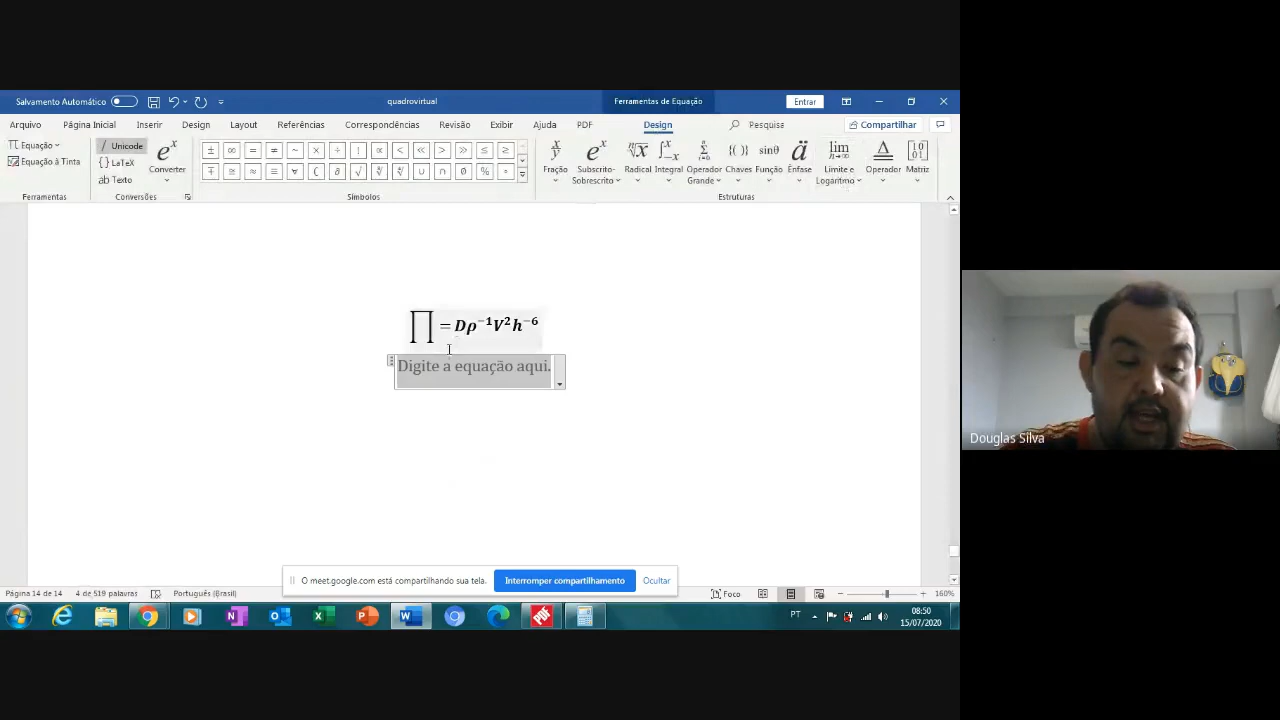 Salvamento Automático
quadrovirtual
Ferramentas de Equação
Entrar
Arquivo Página Inicial Inserir Design Layout Referências Correspondências Revisão Exibir Ajuda PDF Design Pesquisa Compartilhar
Equação
Equação à Tinta
Unicode
{} LaTeX
ab Texto
e^x
Converter
± ∞ = ≠ ~ × ÷ ! ∝ < ≪ > ≫ ≤ ≥
∓ ≅ ≈ ≡ ∀ ∁ ∂ √ ∛ ∜ ∪ ∩ ∅ % °
Fração
Subscrito-Sobrescrito
Radical
Integral
Operador Grande
Chaves
Função
Ênfase
Limite e Logaritmo
Operador
Matriz
Ferramentas
Conversões
Símbolos
Estruturas
∏ = Dρ⁻¹V²h⁻⁶
Digite a equação aqui.
Douglas Silva
O meet.google.com está compartilhando sua tela. Interromper compartilhamento Ocultar
Página 14 de 14 4 de 519 palavras Português (Brasil) Foco 160%
PT 08:50
15/07/2020